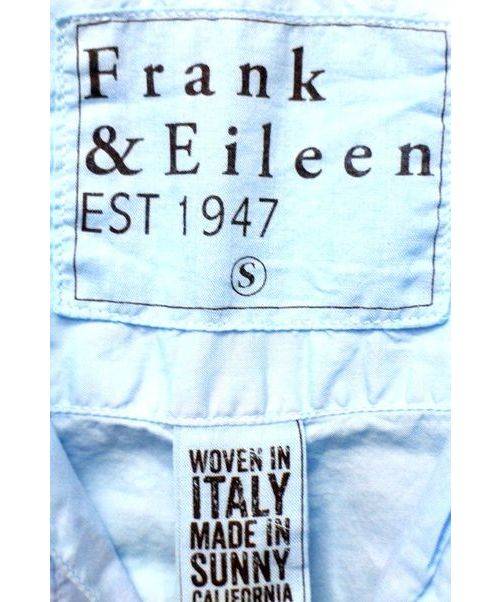 Frank
& Eileen
EST 1947
S
WOVEN IN
ITALY
MADE IN
SUNNY
CALIFORNIA